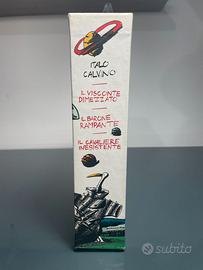 ITALO
CALVINO
IL VISCONTE
DIMEZZATO
IL BARONE
RAMPANTE
IL CAVALIERE
INESISTENTE
subito